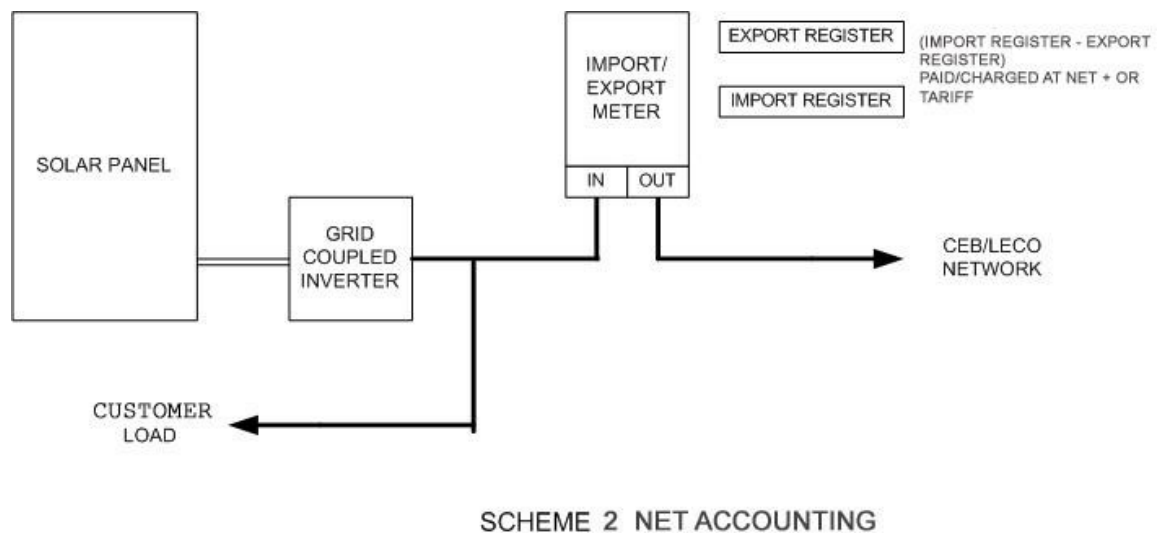 SOLAR PANEL
GRID
COUPLED
INVERTER
IMPORT/
EXPORT
METER
IN
OUT
EXPORT REGISTER
IMPORT REGISTER
(IMPORT REGISTER - EXPORT
REGISTER)
PAID/CHARGED AT NET + OR
TARIFF
CEB/LECO
NETWORK
CUSTOMER
LOAD
SCHEME 2 NET ACCOUNTING